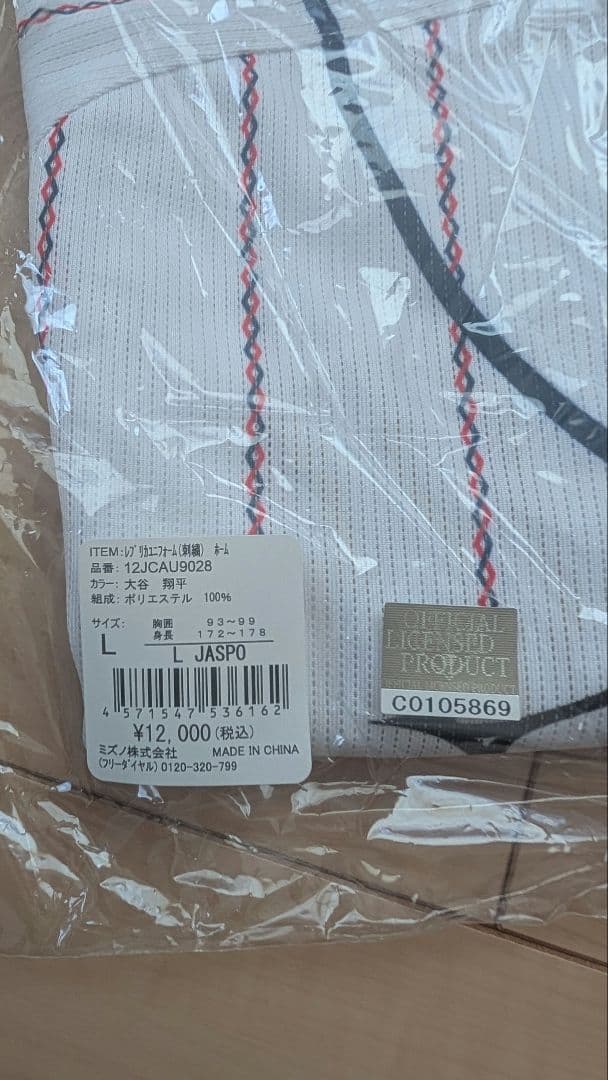 ITEM:ﾚﾌﾟﾘｶﾕﾆﾌｫｰﾑ(刺繍) ﾎｰﾑ
品番: 12JCAU9028
カラー: 大谷 翔平
組成: ポリエステル 100%
サイズ: 胸囲 93~99
L 身長 172~178
L JASPO
4 571547 536162
¥12,000(税込)
ミズノ株式会社 MADE IN CHINA
(ﾌﾘｰﾀﾞｲﾔﾙ) 0120-320-799
OFFICIAL
LICENSED
PRODUCT
OFFICIAL LICENSED PRODUCT
C0105869